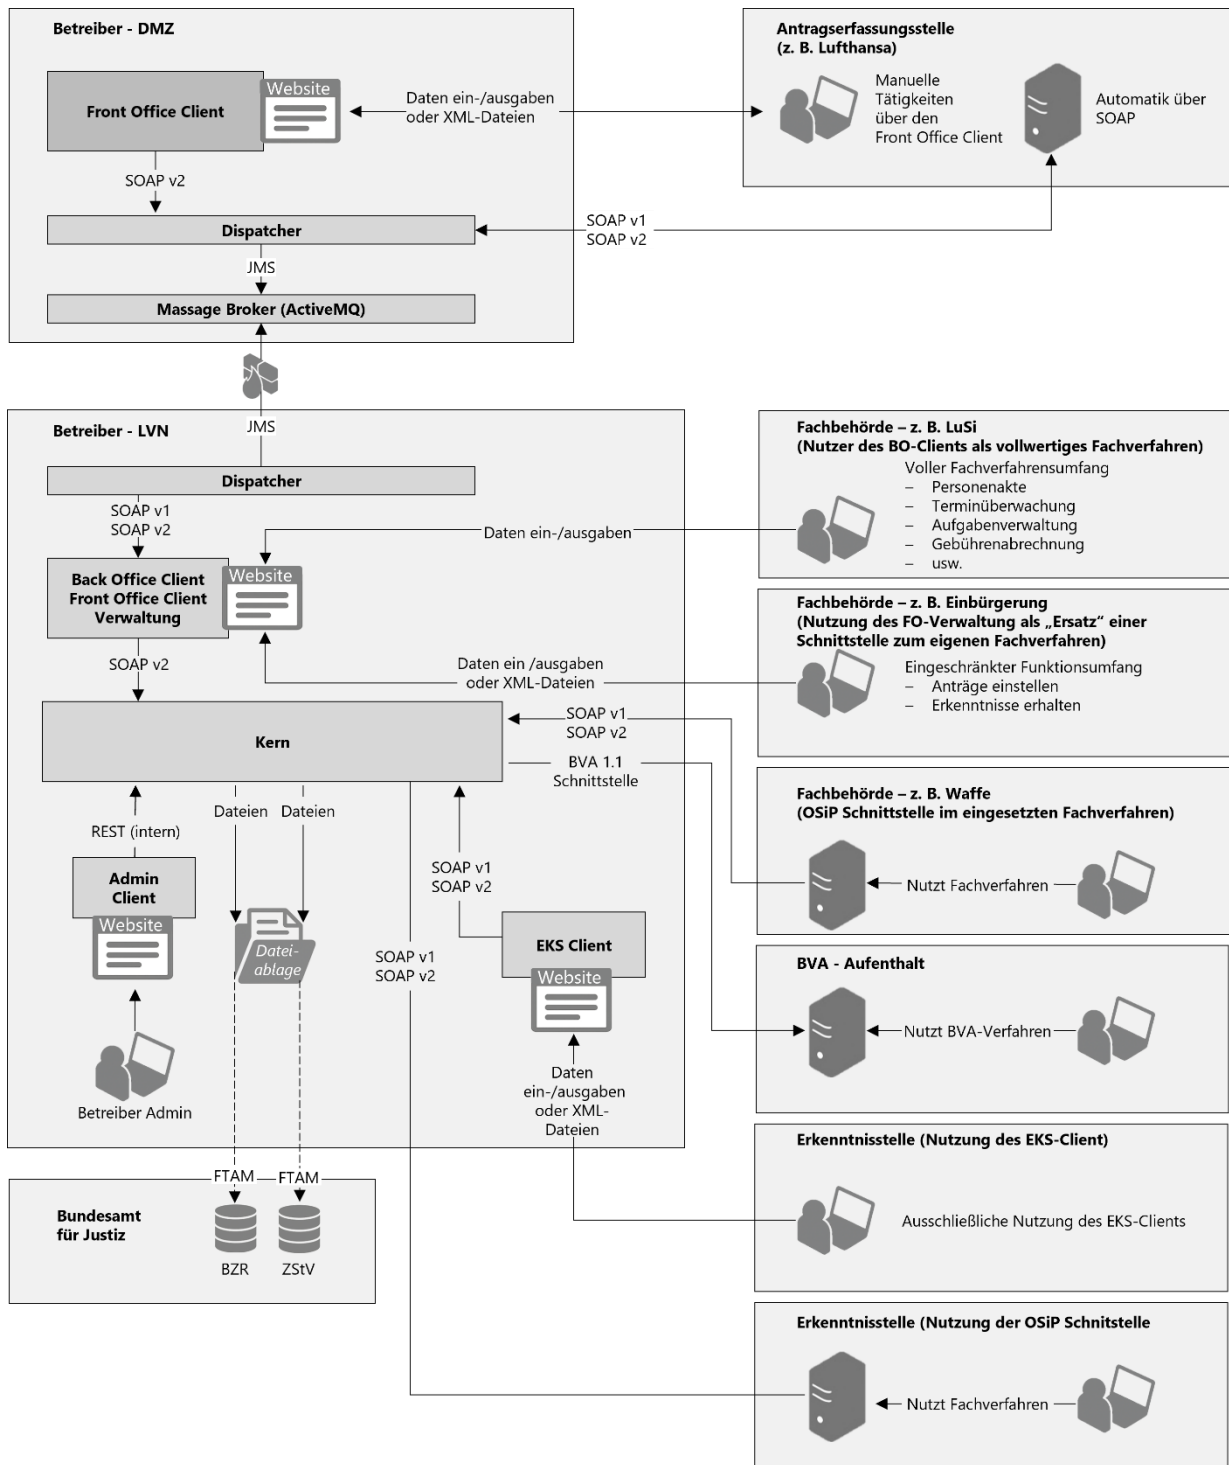 Betreiber - DMZ
Front Office Client
Website
SOAP v2
Dispatcher
JMS
Massage Broker (ActiveMQ)
Daten ein-/ausgaben
oder XML-Dateien
SOAP v1
SOAP v2
Antragserfassungsstelle
(z. B. Lufthansa)
Manuelle
Tätigkeiten
über den
Front Office Client
Automatik über
SOAP
JMS
Betreiber - LVN
Dispatcher
SOAP v1
SOAP v2
Back Office Client
Front Office Client
Verwaltung
Website
Daten ein-/ausgaben
SOAP v2
Daten ein /ausgaben
oder XML-Dateien
Kern
SOAP v1
SOAP v2
BVA 1.1
Schnittstelle
Dateien
Dateien
REST (intern)
Admin
Client
Website
Datei-
ablage
SOAP v1
SOAP v2
SOAP v1
SOAP v2
EKS Client
Website
Daten
ein-/ausgaben
oder XML-
Dateien
Betreiber Admin
FTAM
FTAM
Bundesamt
für Justiz
BZR
ZStV
Fachbehörde – z. B. LuSi
(Nutzer des BO-Clients als vollwertiges Fachverfahren)
Voller Fachverfahrensumfang
– Personenakte
– Terminüberwachung
– Aufgabenverwaltung
– Gebührenabrechnung
– usw.
Fachbehörde – z. B. Einbürgerung
(Nutzung des FO-Verwaltung als „Ersatz“ einer
Schnittstelle zum eigenen Fachverfahren)
Eingeschränkter Funktionsumfang
– Anträge einstellen
– Erkenntnisse erhalten
Fachbehörde – z. B. Waffe
(OSiP Schnittstelle im eingesetzten Fachverfahren)
Nutzt Fachverfahren
BVA - Aufenthalt
Nutzt BVA-Verfahren
Erkenntnisstelle (Nutzung des EKS-Client)
Ausschließliche Nutzung des EKS-Clients
Erkenntnisstelle (Nutzung der OSiP Schnitstelle
Nutzt Fachverfahren